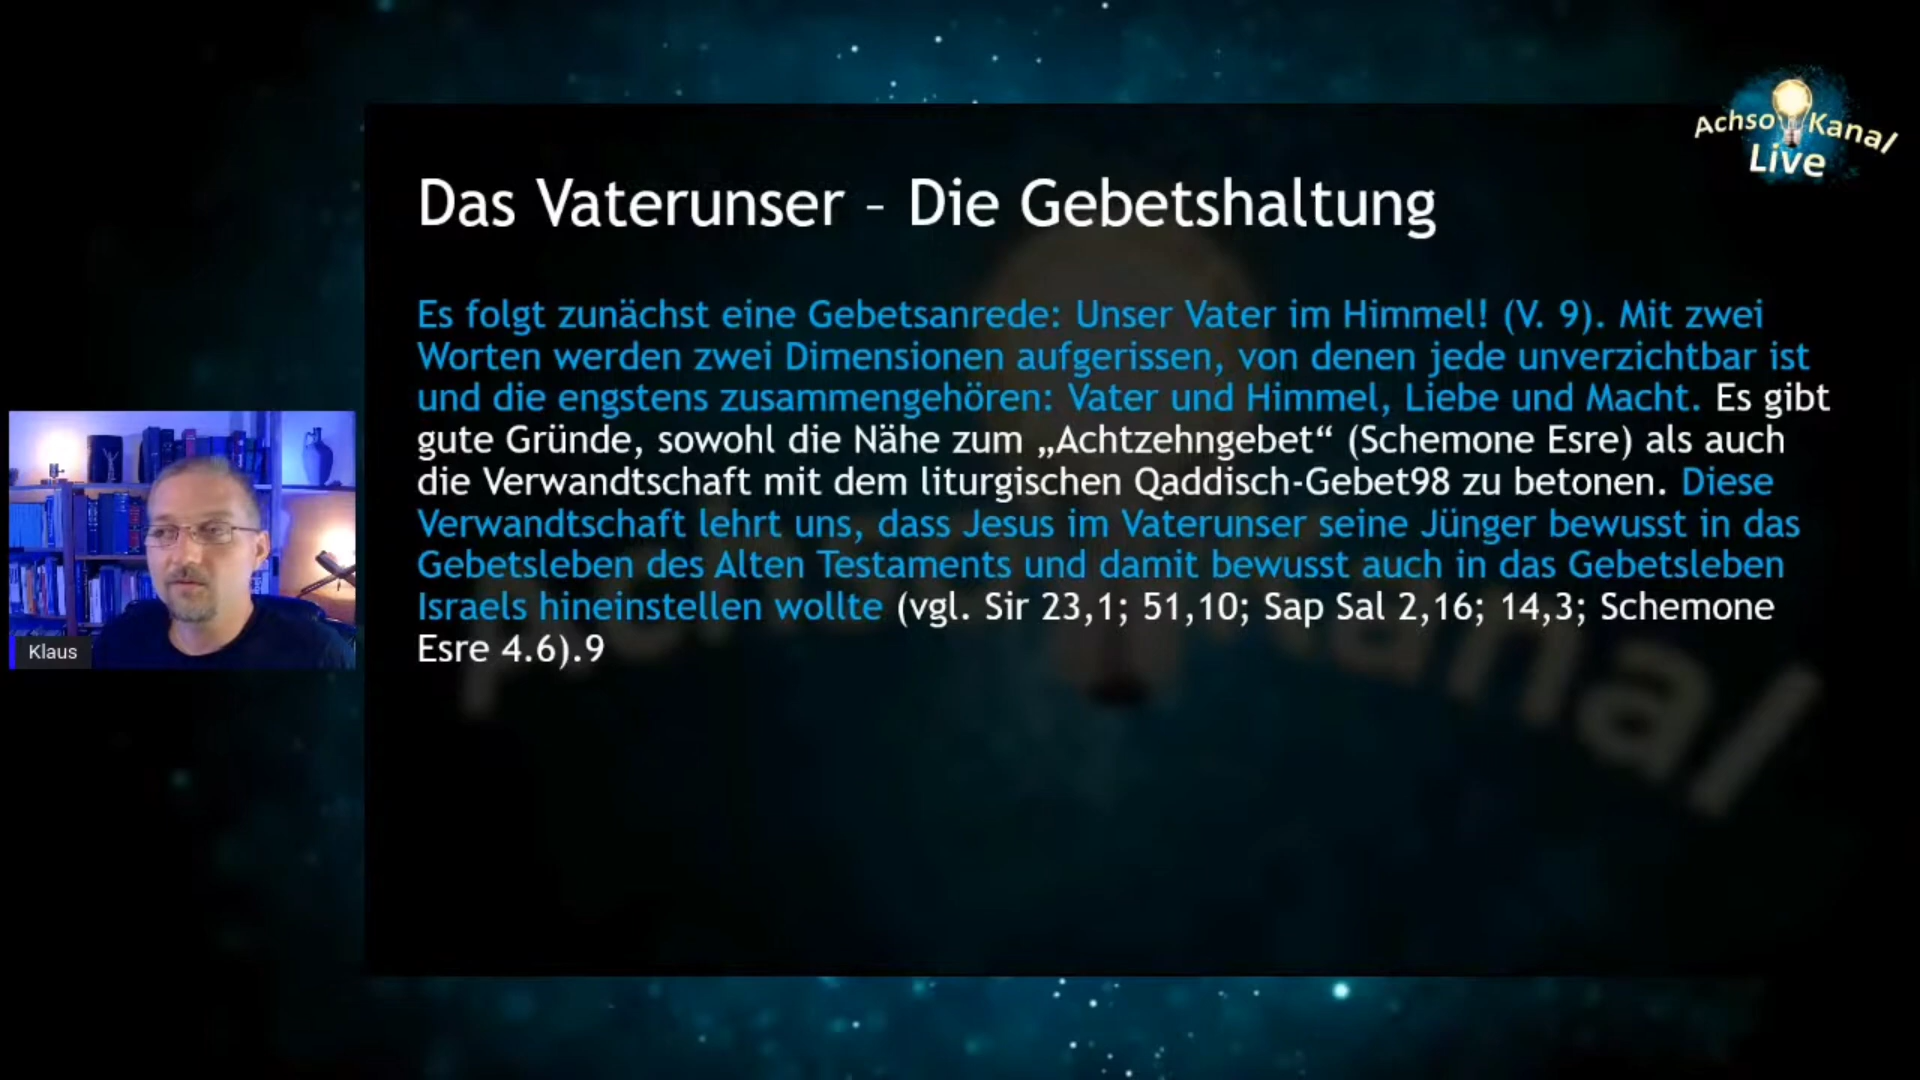 Achso Kanal
Live
Das Vaterunser – Die Gebetshaltung
Es folgt zunächst eine Gebetsanrede: Unser Vater im Himmel! (V. 9). Mit zwei
Worten werden zwei Dimensionen aufgerissen, von denen jede unverzichtbar ist
und die engstens zusammengehören: Vater und Himmel, Liebe und Macht. Es gibt
gute Gründe, sowohl die Nähe zum „Achtzehngebet“ (Schemone Esre) als auch
die Verwandtschaft mit dem liturgischen Qaddisch-Gebet98 zu betonen. Diese
Verwandtschaft lehrt uns, dass Jesus im Vaterunser seine Jünger bewusst in das
Gebetsleben des Alten Testaments und damit bewusst auch in das Gebetsleben
Israels hineinstellen wollte (vgl. Sir 23,1; 51,10; Sap Sal 2,16; 14,3; Schemone
Esre 4.6).9
Klaus